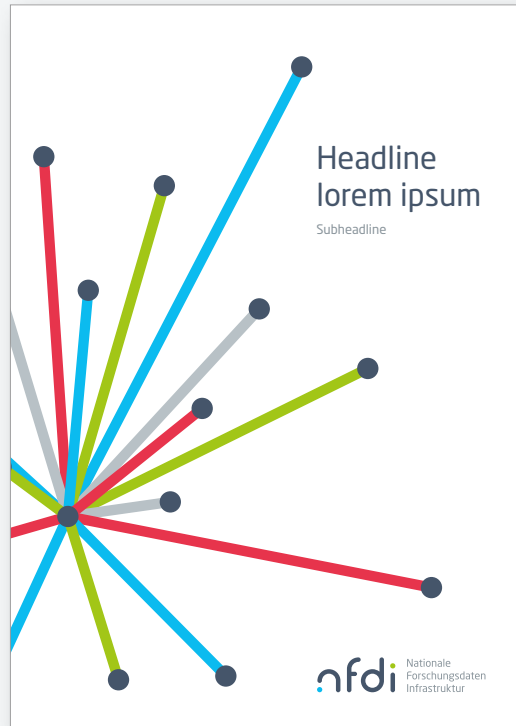 Headline
lorem ipsum
Subheadline
nfdi
Nationale
Forschungsdaten
Infrastruktur